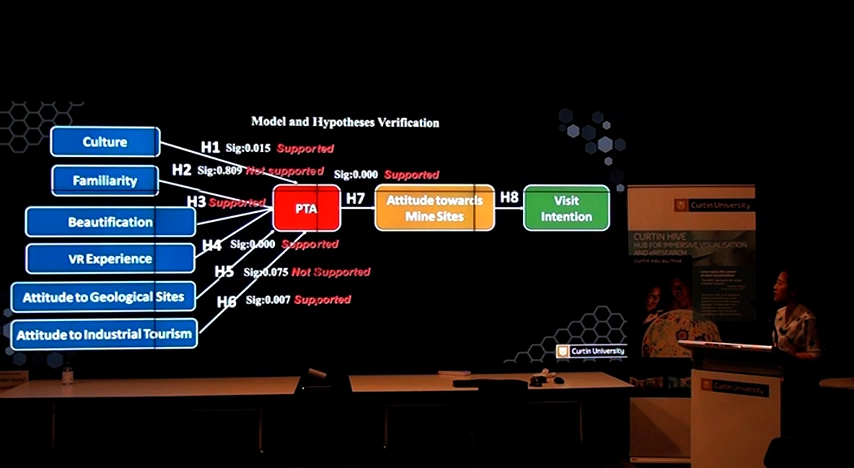 Model and Hypotheses Verification
Culture
H1 Sig:0.015 Supported
H2 Sig:0.809 Not supported
Sig:0.000 Supported
Familiarity
H3 Supported
PTA
H7
Attitude towards
Mine Sites
H8
Visit
Intention
Beautification
H4 Sig:0.000 Supported
VR Experience
H5 Sig:0.075 Not Supported
Attitude to Geological Sites
H6 Sig:0.007 Supported
Attitude to Industrial Tourism
Curtin University
Curtin University
CURTIN HIVE
HUB FOR IMMERSIVE VISUALISATION
AND eRESEARCH
Curtin University